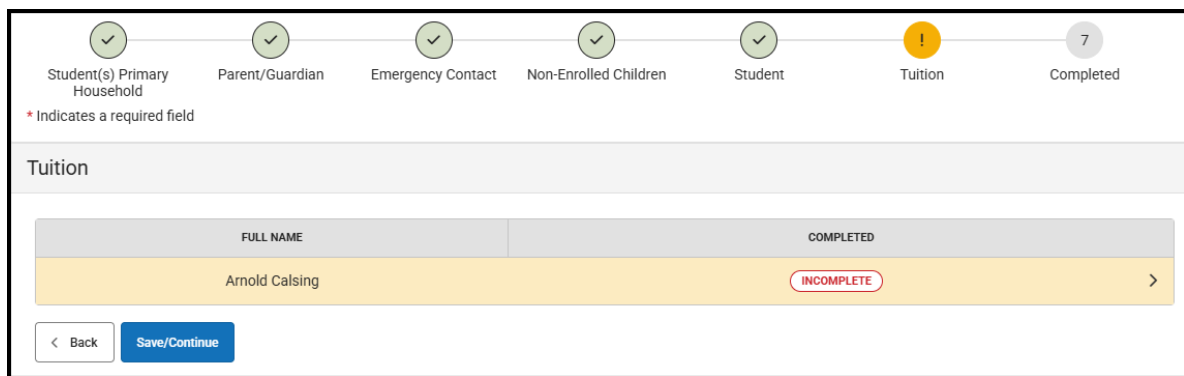 !
7
Student(s) Primary Household
Parent/Guardian
Emergency Contact
Non-Enrolled Children
Student
Tuition
Completed
* Indicates a required field
Tuition
FULL NAME
COMPLETED
Arnold Calsing
INCOMPLETE
Back
Save/Continue